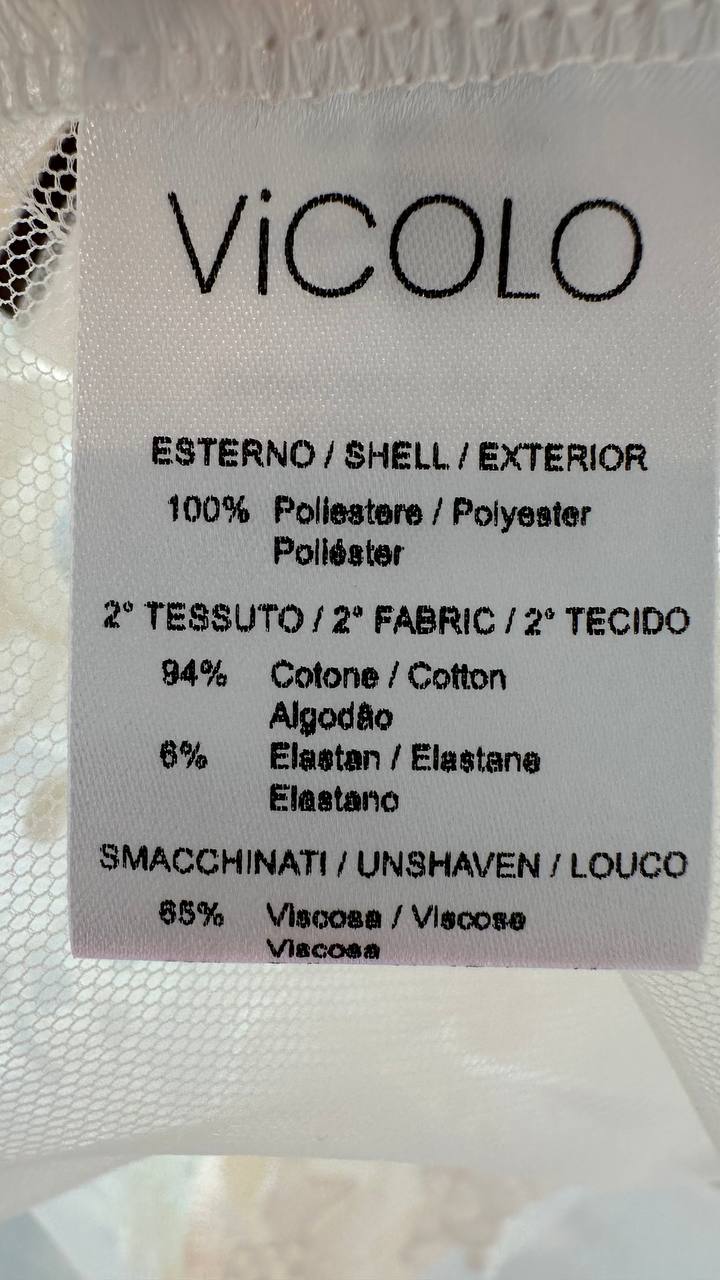 ViCOLO
ESTERNO / SHELL / EXTERIOR
100% Poliestere / Polyester
Poliéster
2° TESSUTO / 2° FABRIC / 2° TECIDO
94% Cotone / Cotton
Algodão
6% Elastan / Elastane
Elastano
SMACCHINATI / UNSHAVEN / LOUCO
65% Viscosa / Viscose
Viscosa